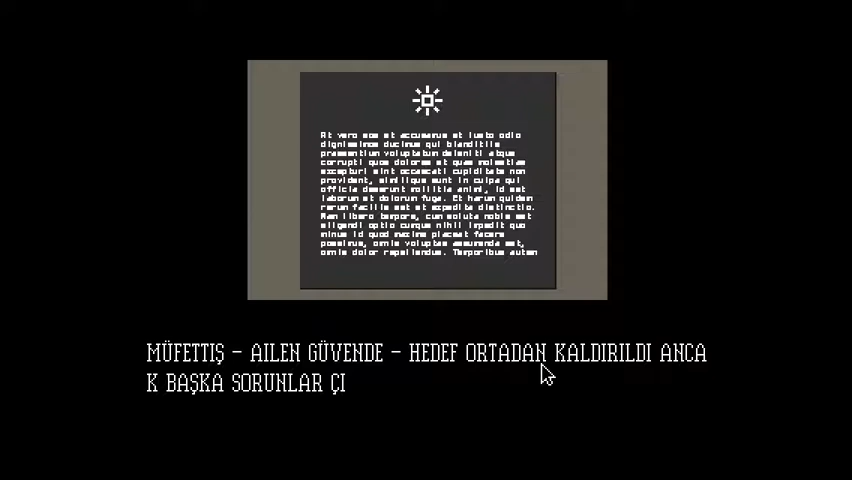 At vero eos et accusamus et iusto odio
dignissimos ducimus qui blanditiis
praesentium voluptatum deleniti atque
corrupti quos dolores et quas molestias
excepturi sint occaecati cupiditate non
provident, similique sunt in culpa qui
officia deserunt mollitia animi, id est
laborum et dolorum fuga. Et harum quidem
rerum facilis est et expedita distinctio.
Nam libero tempore, cum soluta nobis est
eligendi optio cumque nihil impedit quo
minus id quod maxime placeat facere
possimus, omnis voluptas assumenda est,
omnis dolor repellendus. Temporibus autem
MÜFETTIŞ - AILEN GÜVENDE - HEDEF ORTADAN KALDIRILDI ANCA
K BAŞKA SORUNLAR ÇI